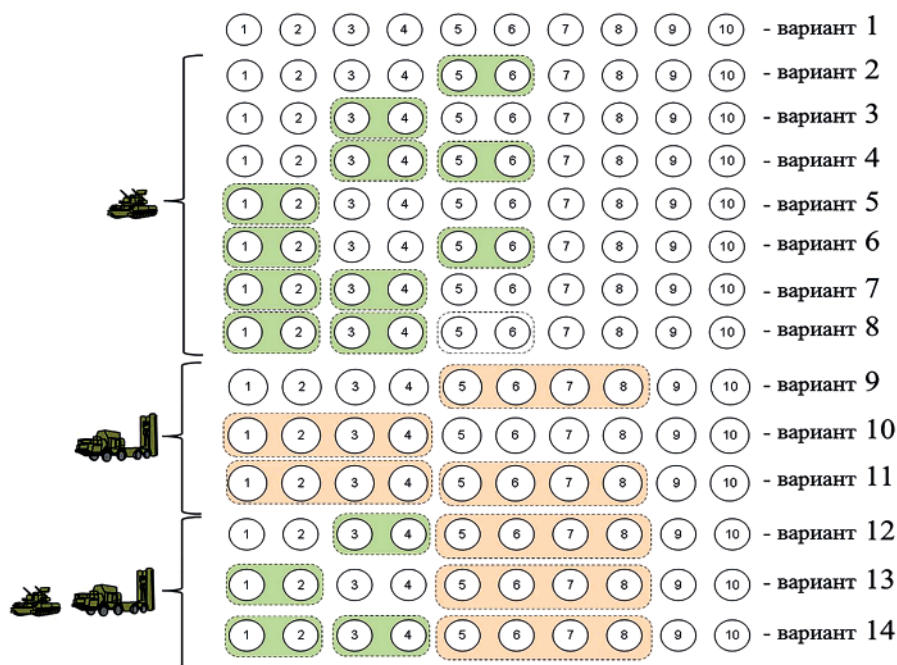 1 2 3 4 5 6 7 8 9 10 - вариант 1
1 2 3 4 5 6 7 8 9 10 - вариант 2
1 2 3 4 5 6 7 8 9 10 - вариант 3
1 2 3 4 5 6 7 8 9 10 - вариант 4
1 2 3 4 5 6 7 8 9 10 - вариант 5
1 2 3 4 5 6 7 8 9 10 - вариант 6
1 2 3 4 5 6 7 8 9 10 - вариант 7
1 2 3 4 5 6 7 8 9 10 - вариант 8
1 2 3 4 5 6 7 8 9 10 - вариант 9
1 2 3 4 5 6 7 8 9 10 - вариант 10
1 2 3 4 5 6 7 8 9 10 - вариант 11
1 2 3 4 5 6 7 8 9 10 - вариант 12
1 2 3 4 5 6 7 8 9 10 - вариант 13
1 2 3 4 5 6 7 8 9 10 - вариант 14